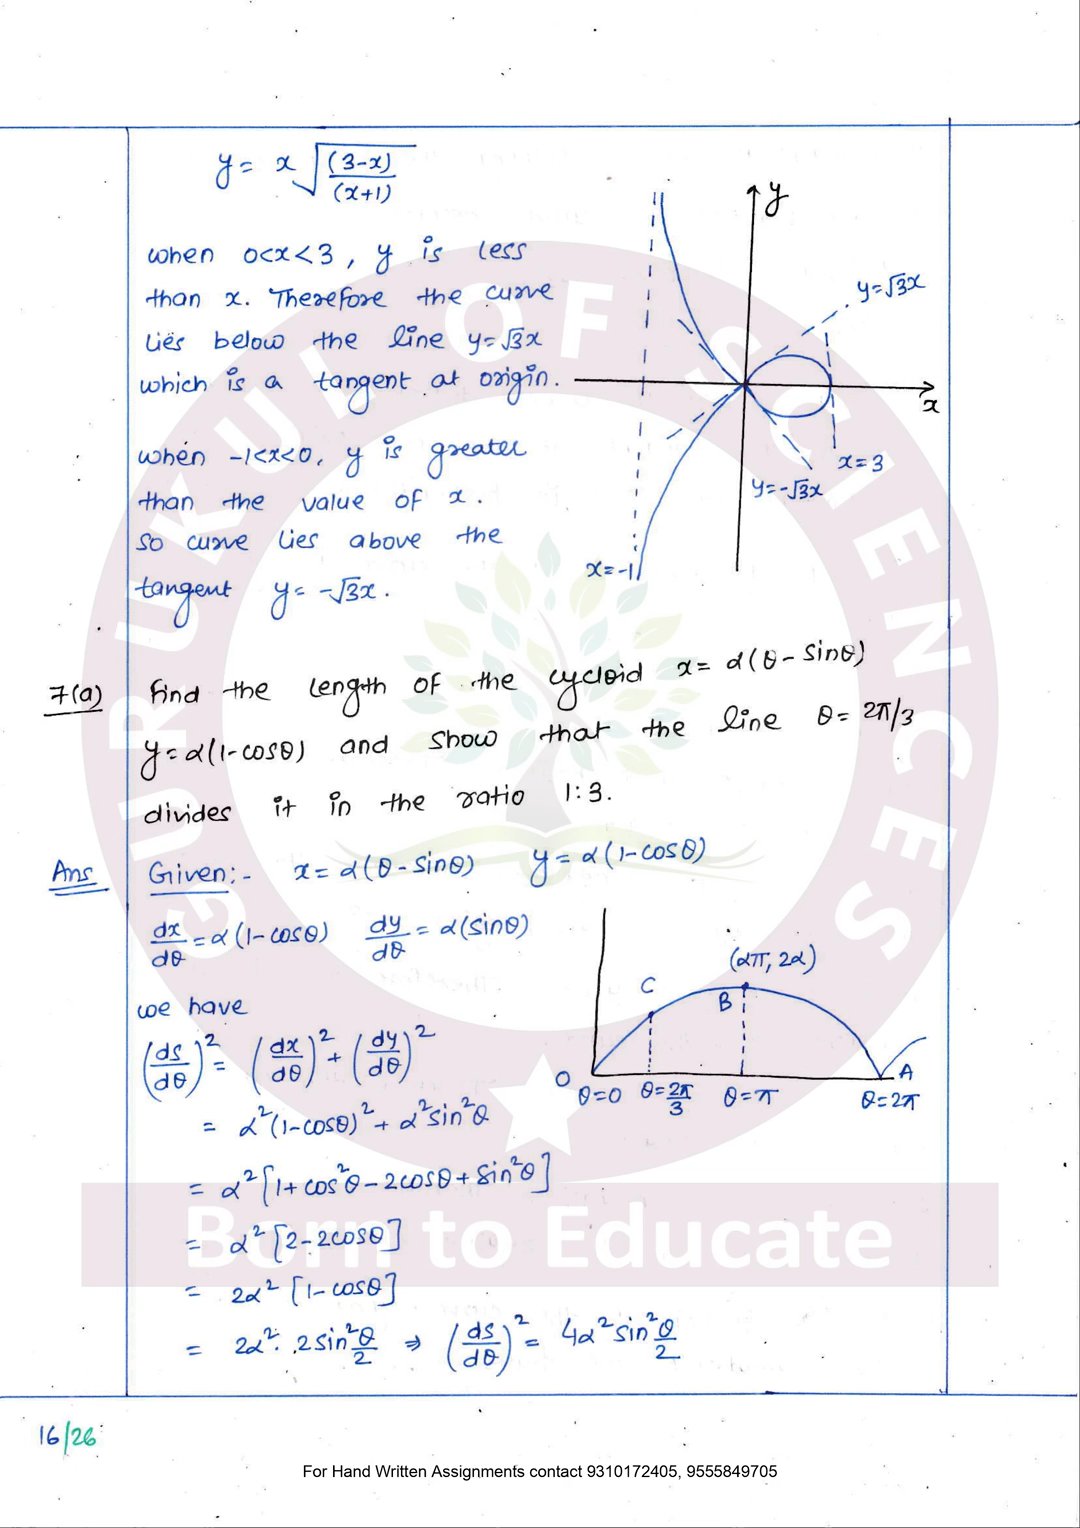 y = x √((3-x)/(x+1))
when 0<x<3, y is less
than x. Therefore the curve
lies below the line y=√3x
which is a tangent at origin.
when -1<x<0, y is greater
than the value of x.
so curve lies above the
tangent y= -√3x.
y
y=√3x
x
x=3
y=-√3x
x=-1
7(a) find the length of the cycloid x= α(θ- sinθ)
y=α(1-cosθ) and show that the line θ= 2π/3
divides it in the ratio 1:3.
Ans Given:- x= α(θ-sinθ) y= α(1-cosθ)
dx/dθ = α(1-cosθ) dy/dθ = α(sinθ)
we have
(ds/dθ)² = (dx/dθ)² + (dy/dθ)²
= α²(1-cosθ)² + α²sin²θ
= α²[1+cos²θ-2cosθ+sin²θ]
= α²[2-2cosθ]
= 2α²[1-cosθ]
= 2α². 2sin²θ/2 ⇒ (ds/dθ)² = 4α²sin²θ/2
(απ, 2α)
C
B
O
A
θ=0 θ=2π/3 θ=π θ=2π
16/26
GURUKUL OF SCIENCES
Born to Educate
For Hand Written Assignments contact 9310172405, 9555849705